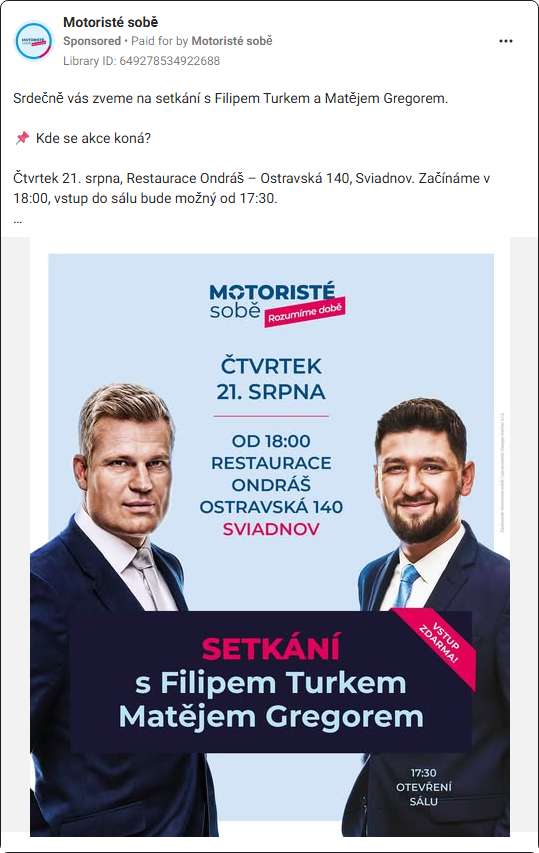 Motoristé sobě
Sponsored • Paid for by Motoristé sobě
Library ID: 649278534922688
Srdečně vás zveme na setkání s Filipem Turkem a Matějem Gregorem.
📌 Kde se akce koná?
Čtvrtek 21. srpna, Restaurace Ondráš – Ostravská 140, Sviadnov. Začínáme v
18:00, vstup do sálu bude možný od 17:30.
...
MOTORISTÉ
sobě
Rozumíme době
ČTVRTEK
21. SRPNA
OD 18:00
RESTAURACE
ONDRÁŠ
OSTRAVSKÁ 140
SVIADNOV
SETKÁNÍ
s Filipem Turkem
Matějem Gregorem
VSTUP
ZDARMA!
17:30
OTEVŘENÍ
SÁLU